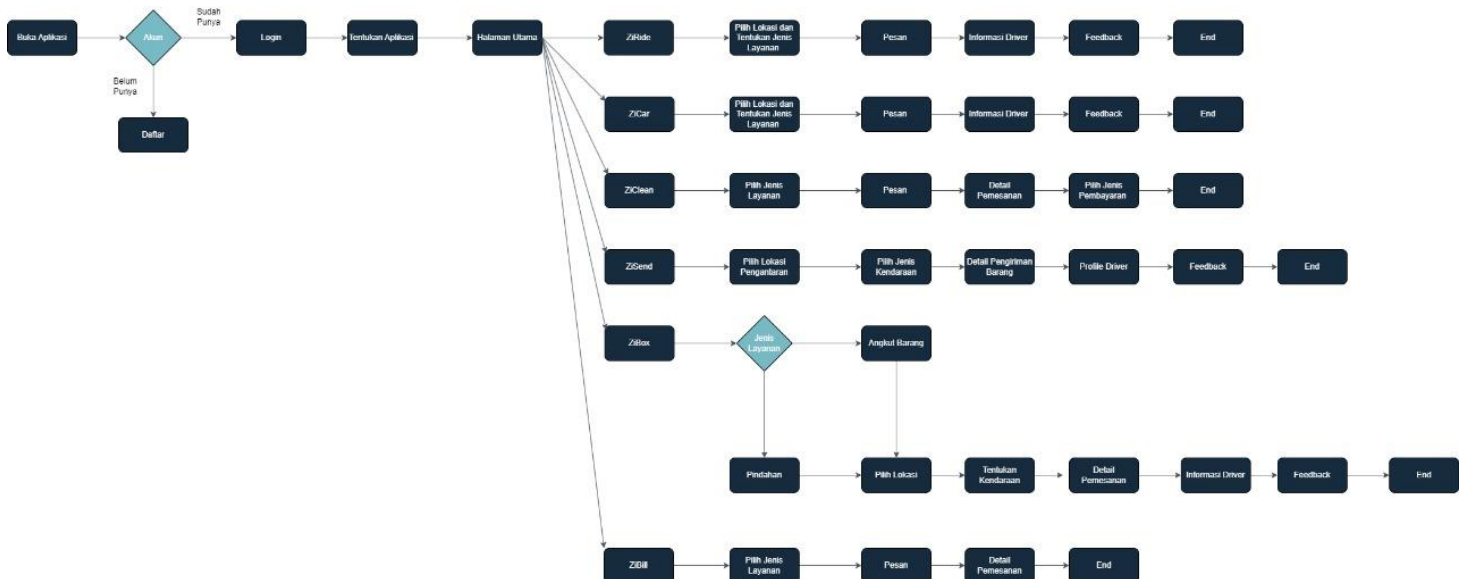 Sudah
Punya
Buka Aplikasi
Akun
Login
Tentukan Aplikasi
Halaman Utama
ZiRide
Pilih Lokasi dan
Tentukan Jenis
Layanan
Pesan
Informasi Driver
Feedback
End
Belum
Punya
Daftar
ZiCar
Pilih Lokasi dan
Tentukan Jenis
Layanan
Pesan
Informasi Driver
Feedback
End
ZiClean
Pilih Jenis
Layanan
Pesan
Detail
Pemesanan
Pilih Jenis
Pembayaran
End
ZiSend
Pilih Lokasi
Pengantaran
Pilih Jenis
Kendaraan
Detail Pengiriman
Barang
Profile Driver
Feedback
End
ZiBox
Jenis
Layanan
Angkut Barang
Pindahan
Pilih Lokasi
Tentukan
Kendaraan
Detail
Pemesanan
Informasi Driver
Feedback
End
ZiBill
Pilih Jenis
Layanan
Pesan
Detail
Pemesanan
End